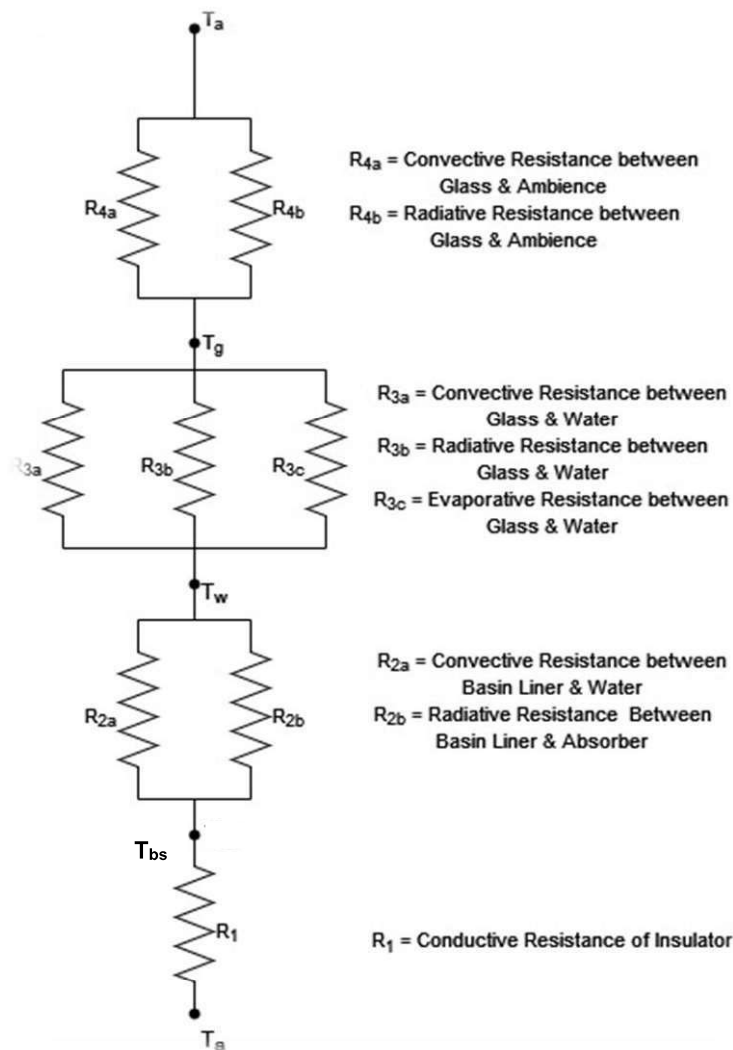 Ta
R4a
R4b
R4a = Convective Resistance between
Glass & Ambience
R4b = Radiative Resistance between
Glass & Ambience
Tg
R3a
R3b
R3c
R3a = Convective Resistance between
Glass & Water
R3b = Radiative Resistance between
Glass & Water
R3c = Evaporative Resistance between
Glass & Water
Tw
R2a
R2b
R2a = Convective Resistance between
Basin Liner & Water
R2b = Radiative Resistance Between
Basin Liner & Absorber
Tbs
R1
R1 = Conductive Resistance of Insulator
Ta